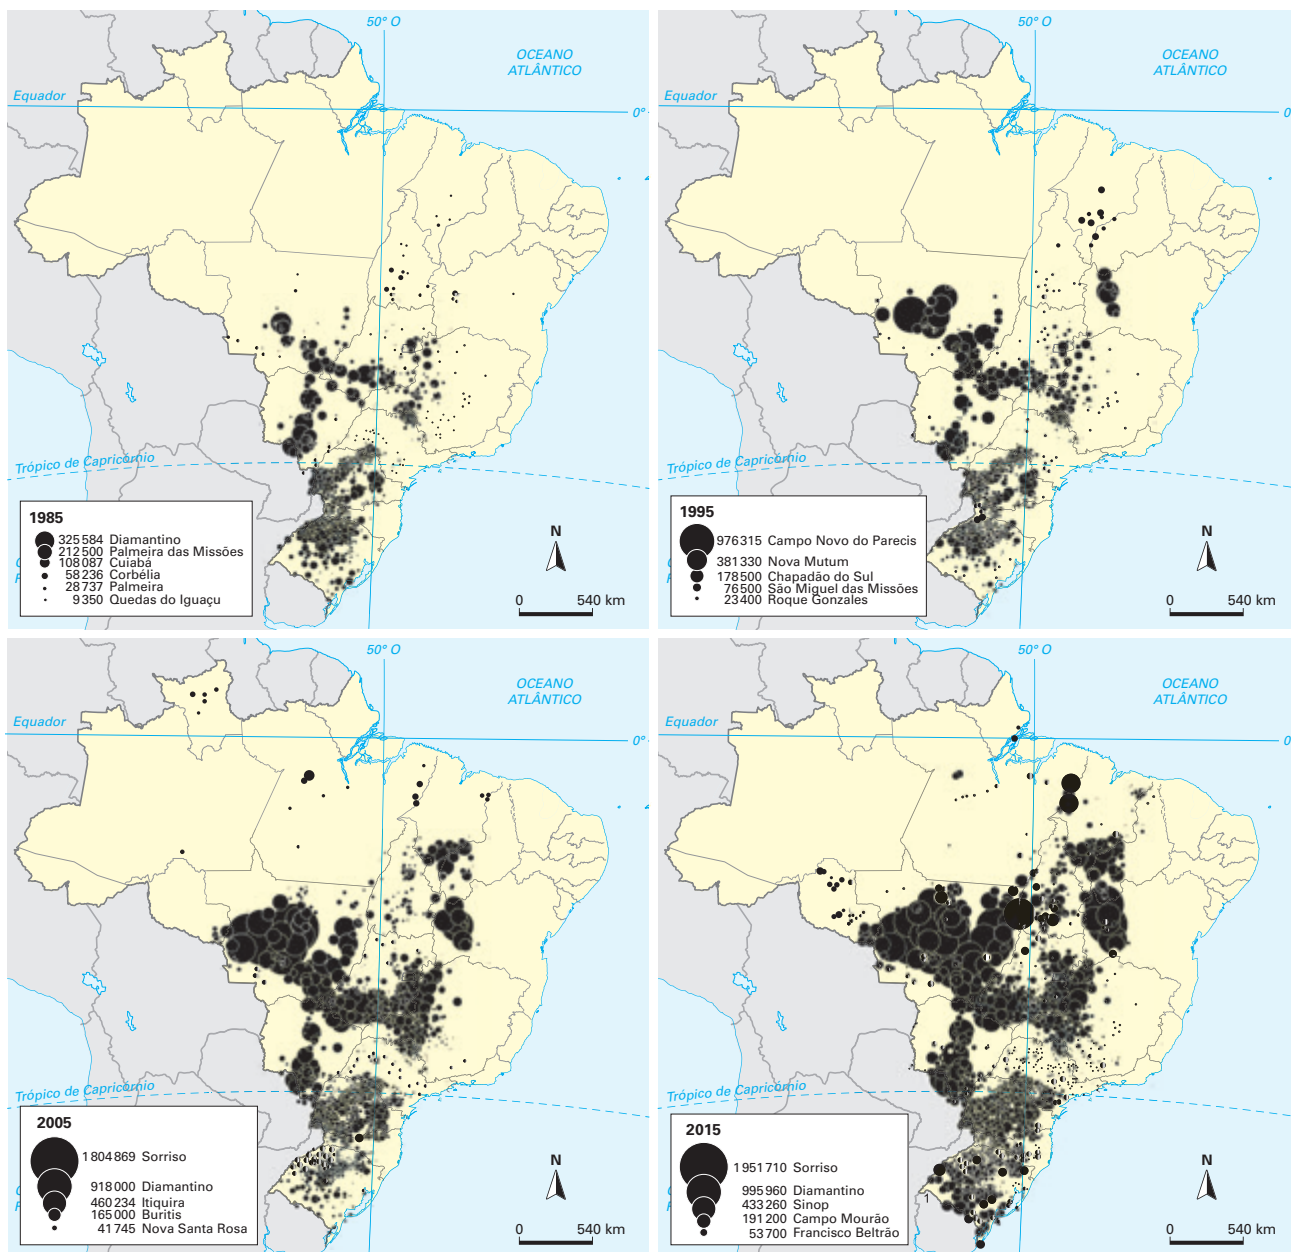 50° O
OCEANO
ATLÂNTICO
Equador
0°
Trópico de Capricórnio
1985
325 584 Diamantino
212 500 Palmeira das Missões
108 087 Cuiabá
58 236 Corbélia
28 737 Palmeira
9 350 Quedas do Iguaçu
N
0 540 km
50° O
OCEANO
ATLÂNTICO
Equador
0
Trópico de Capricórnio
1995
976 315 Campo Novo do Parecis
381 330 Nova Mutum
178 500 Chapadão do Sul
76 500 São Miguel das Missões
23 400 Roque Gonzales
N
0 540 km
50° O
OCEANO
ATLÂNTICO
Equador
0°
Trópico de Capricórnio
2005
1 804 869 Sorriso
918 000 Diamantino
460 234 Itiquira
165 000 Buritis
41 745 Nova Santa Rosa
N
0 540 km
50° O
OCEANO
ATLÂNTICO
Equador
0
Trópico de Capricórnio
2015
1 951 710 Sorriso
995 960 Diamantino
433 260 Sinop
191 200 Campo Mourão
53 700 Francisco Beltrão
1
N
0 540 km